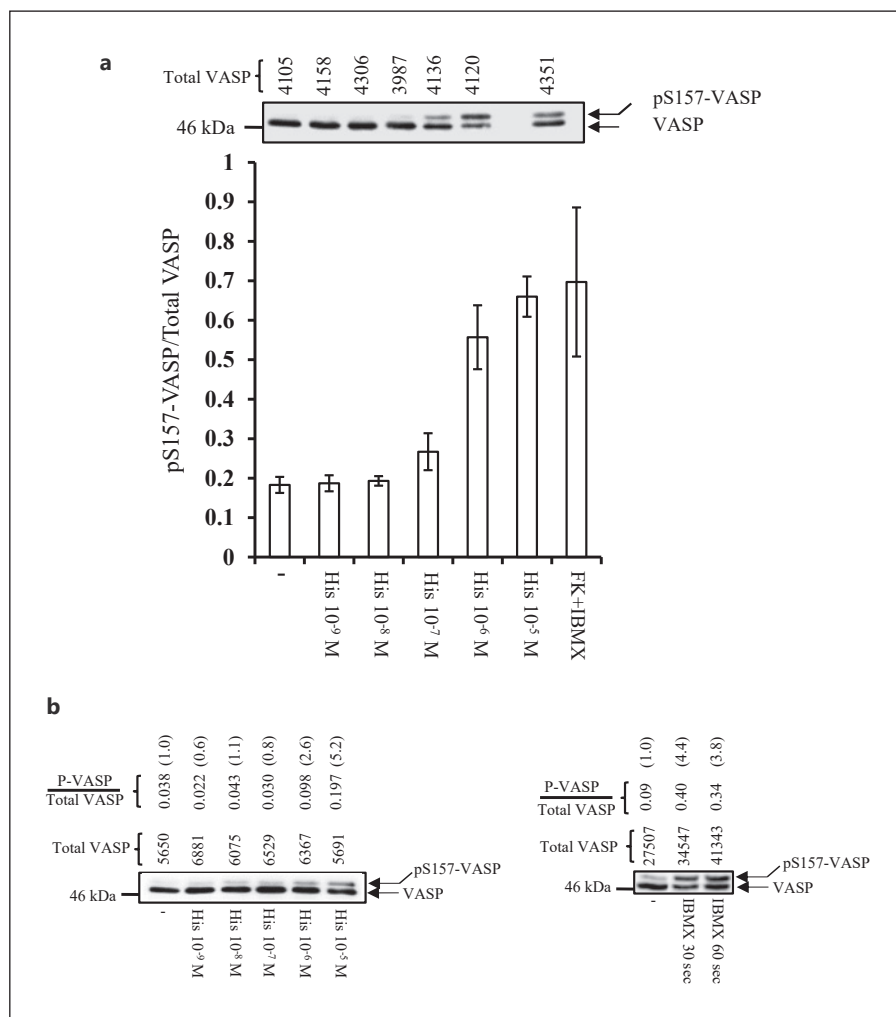 a
Total VASP
4105 4158 4306 3987 4136 4120 4351
46 kDa
pS157-VASP
VASP
pS157-VASP/Total VASP
1
0.9
0.8
0.7
0.6
0.5
0.4
0.3
0.2
0.1
0
- His 10⁻⁹ M His 10⁻⁸ M His 10⁻⁷ M His 10⁻⁶ M His 10⁻⁵ M FK+IBMX
b
P-VASP
Total VASP
0.038 (1.0) 0.022 (0.6) 0.043 (1.1) 0.030 (0.8) 0.098 (2.6) 0.197 (5.2)
Total VASP
5650 6881 6075 6529 6367 5691
46 kDa
pS157-VASP
VASP
- His 10⁻⁹ M His 10⁻⁸ M His 10⁻⁷ M His 10⁻⁶ M His 10⁻⁵ M
P-VASP
Total VASP
0.09 (1.0) 0.40 (4.4) 0.34 (3.8)
Total VASP
27507 34547 41343
46 kDa
pS157-VASP
VASP
- IBMX 30 sec IBMX 60 sec